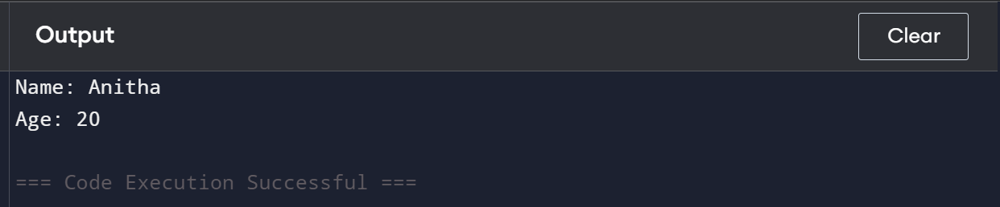 Output
Clear
Name: Anitha
Age: 20
=== Code Execution Successful ===